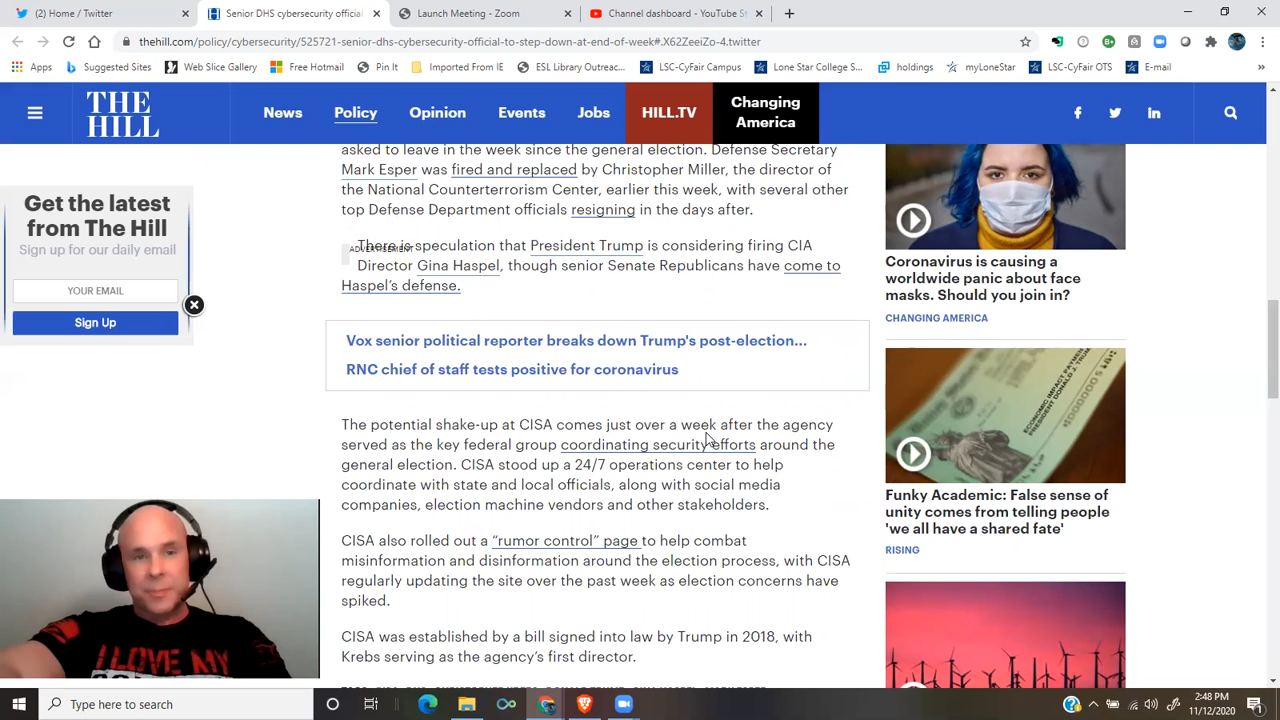 (2) Home / Twitter
Senior DHS cybersecurity official
Launch Meeting - Zoom
Channel dashboard - YouTube St
thehill.com/policy/cybersecurity/525721-senior-dhs-cybersecurity-official-to-step-down-at-end-of-week#.X62ZeeiZo-4.twitter
Apps
Suggested Sites
Web Slice Gallery
Free Hotmail
Pin It
Imported From IE
ESL Library Outreac...
LSC-CyFair Campus
Lone Star College S...
holdings
myLoneStar
LSC-CyFair OTS
E-mail
»
THE
HILL
News
Policy
Opinion
Events
Jobs
HILL.TV
Changing
America
Get the latest
from The Hill
Sign up for our daily email
YOUR EMAIL
Sign Up
asked to leave in the week since the general election. Defense Secretary
Mark Esper was fired and replaced by Christopher Miller, the director of
the National Counterterrorism Center, earlier this week, with several other
top Defense Department officials resigning in the days after.
ADVERTISEMENT
There is speculation that President Trump is considering firing CIA
Director Gina Haspel, though senior Senate Republicans have come to
Haspel's defense.
Vox senior political reporter breaks down Trump's post-election...
RNC chief of staff tests positive for coronavirus
The potential shake-up at CISA comes just over a week after the agency
served as the key federal group coordinating security efforts around the
general election. CISA stood up a 24/7 operations center to help
coordinate with state and local officials, along with social media
companies, election machine vendors and other stakeholders.
CISA also rolled out a “rumor control” page to help combat
misinformation and disinformation around the election process, with CISA
regularly updating the site over the past week as election concerns have
spiked.
CISA was established by a bill signed into law by Trump in 2018, with
Krebs serving as the agency's first director.
Coronavirus is causing a
worldwide panic about face
masks. Should you join in?
CHANGING AMERICA
ECONOMIC IMPACT PAYMENT
PRESIDENT DONALD J. TRUMP
Funky Academic: False sense of
unity comes from telling people
'we all have a shared fate'
RISING
I LOVE MY
Type here to search
2:48 PM
11/12/2020